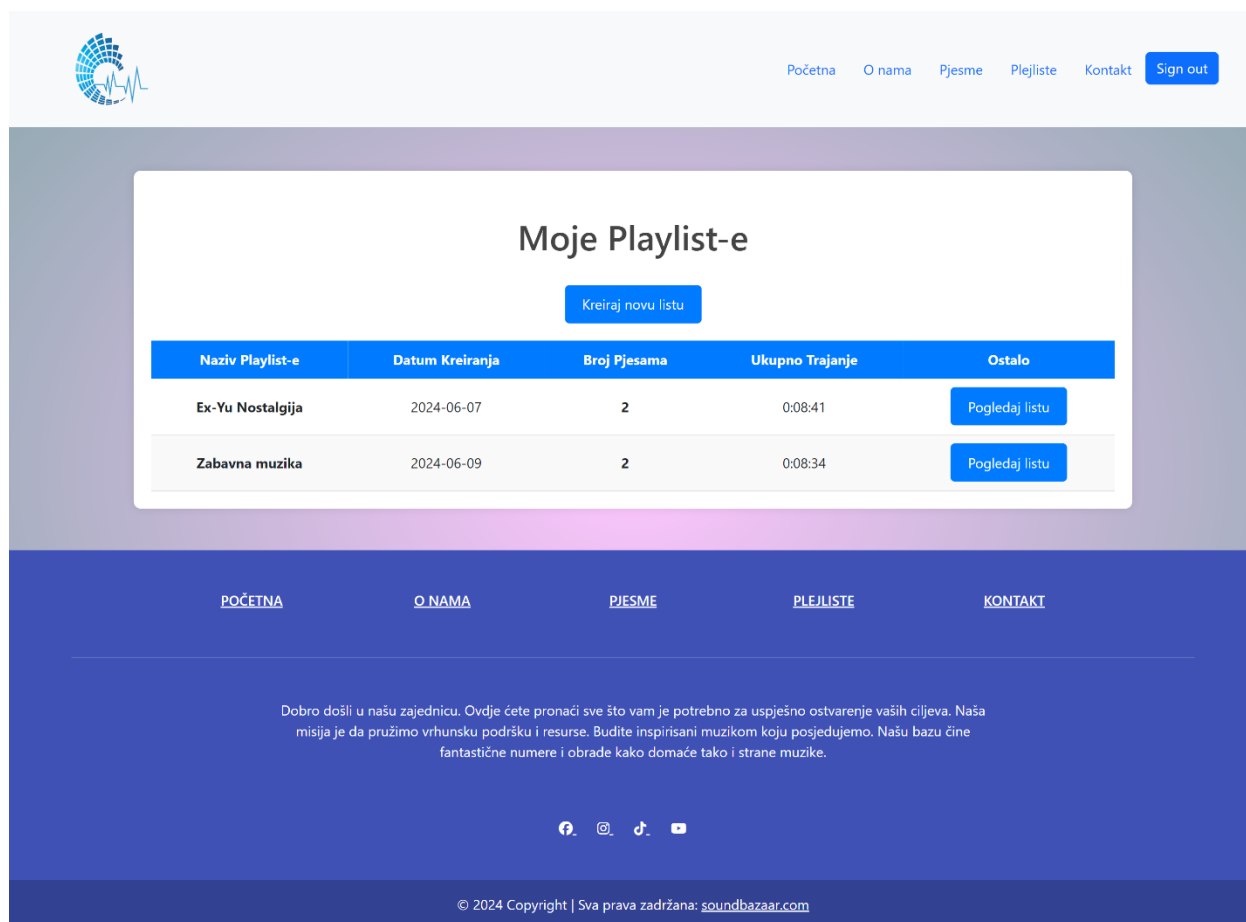 Početna O nama Pjesme Plejliste Kontakt Sign out
Moje Playlist-e
Kreiraj novu listu
Naziv Playlist-e Datum Kreiranja Broj Pjesama Ukupno Trajanje Ostalo
Ex-Yu Nostalgija 2024-06-07 2 0:08:41 Pogledaj listu
Zabavna muzika 2024-06-09 2 0:08:34 Pogledaj listu
POČETNA O NAMA PJESME PLEJLISTE KONTAKT
Dobro došli u našu zajednicu. Ovdje ćete pronaći sve što vam je potrebno za uspješno ostvarenje vaših ciljeva. Naša
misija je da pružimo vrhunsku podršku i resurse. Budite inspirisani muzikom koju posjedujemo. Našu bazu čine
fantastične numere i obrade kako domaće tako i strane muzike.
© 2024 Copyright | Sva prava zadržana: soundbazaar.com